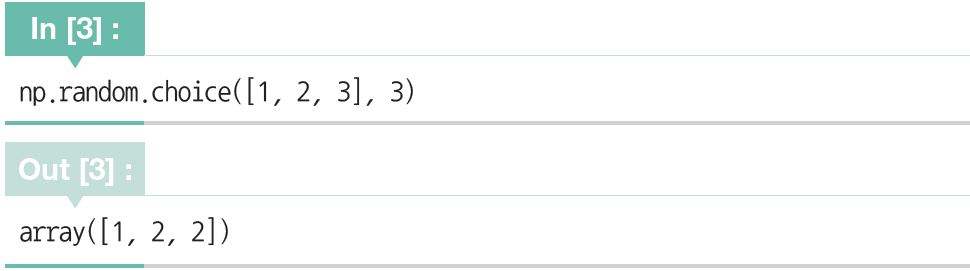 In [3] :
np.random.choice([1, 2, 3], 3)
Out [3] :
array([1, 2, 2])